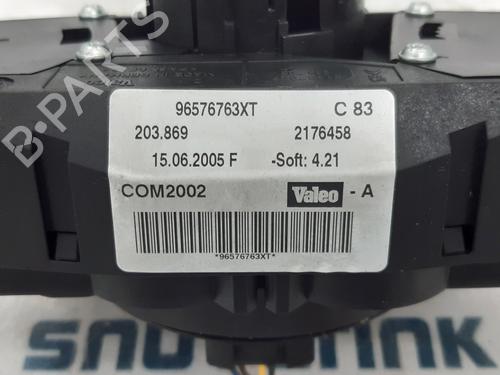 B-PARTS
96576763XT C 83
203.869 2176458
15.06.2005 F -Soft: 4.21
COM2002 Valeo - A
*96576763XT*